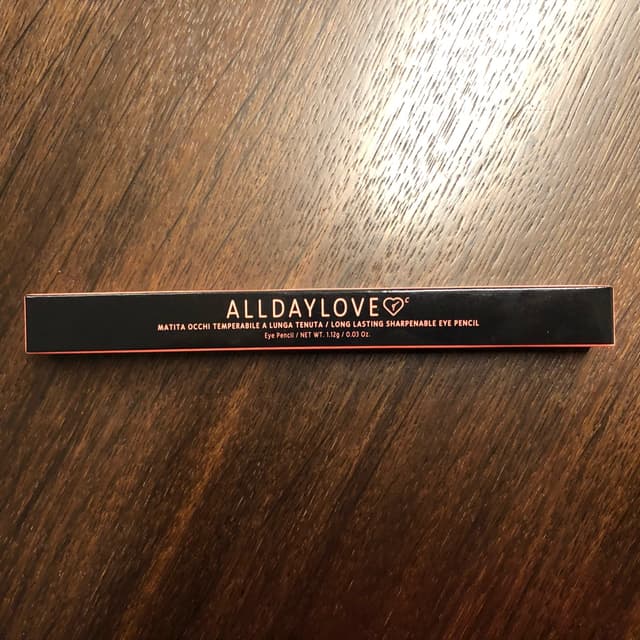 ALLDAYLOVE
MATITA OCCHI TEMPERABILE A LUNGA TENUTA / LONG LASTING SHARPENABLE EYE PENCIL
Eye Pencil / NET WT. 1.12g / 0.03 Oz.